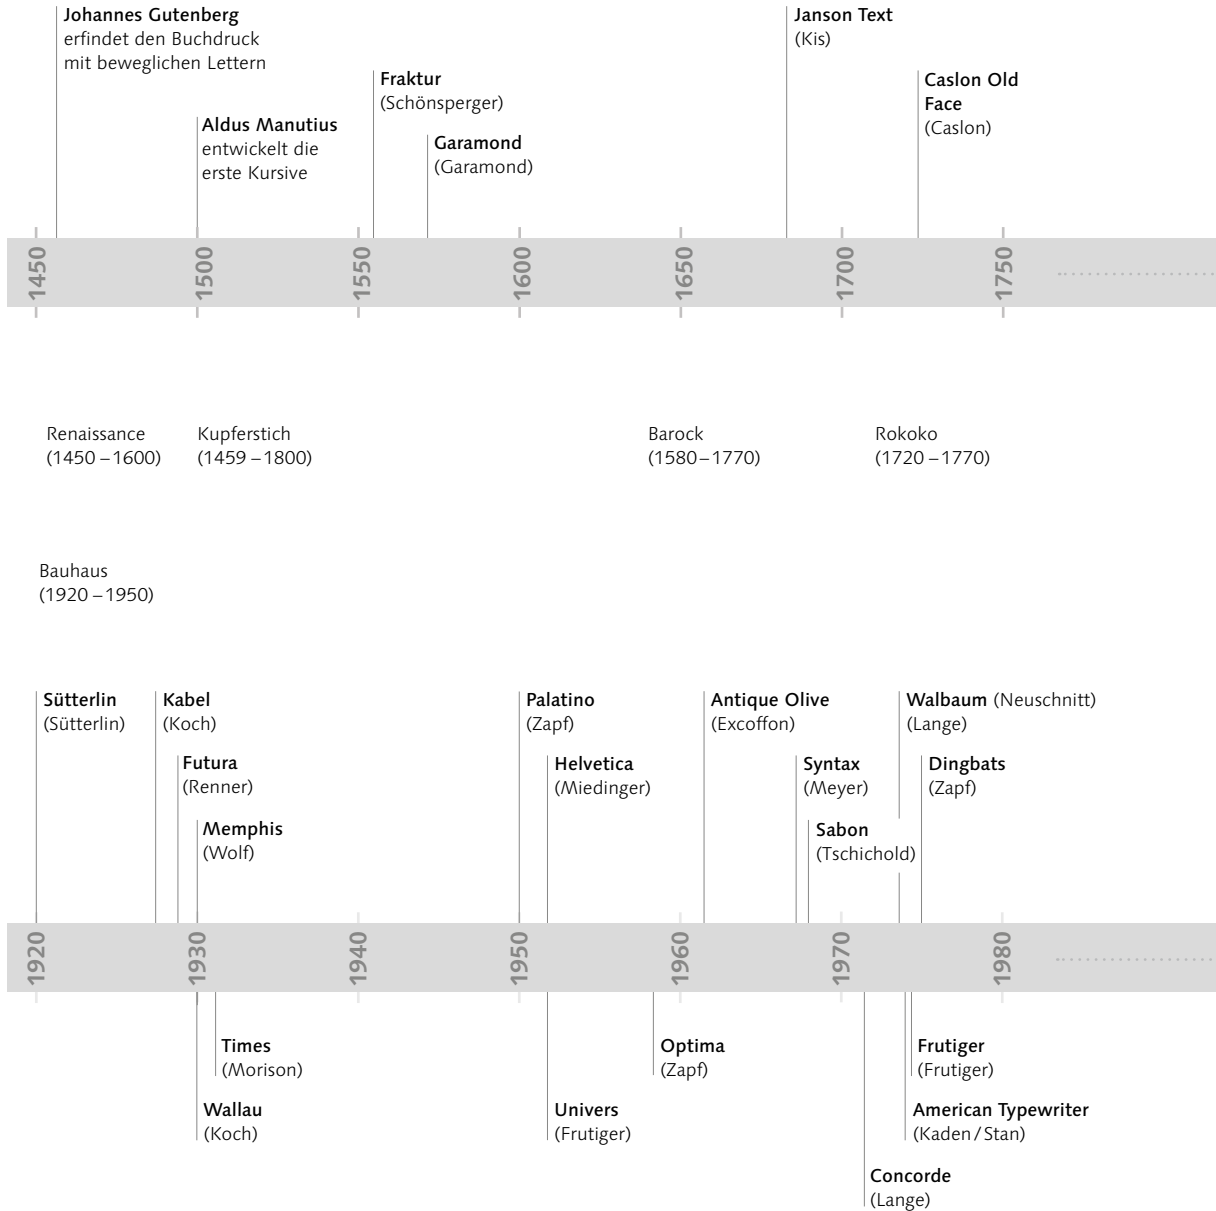 Johannes Gutenberg
erfindet den Buchdruck
mit beweglichen Lettern
Aldus Manutius
entwickelt die
erste Kursive
Fraktur
(Schönsperger)
Garamond
(Garamond)
Janson Text
(Kis)
Caslon Old
Face
(Caslon)
1450
1500
1550
1600
1650
1700
1750
Renaissance
(1450 – 1600)
Kupferstich
(1459 – 1800)
Barock
(1580 – 1770)
Rokoko
(1720 – 1770)
Bauhaus
(1920 – 1950)
Sütterlin
(Sütterlin)
Kabel
(Koch)
Futura
(Renner)
Memphis
(Wolf)
Palatino
(Zapf)
Helvetica
(Miedinger)
Antique Olive
(Excoffon)
Syntax
(Meyer)
Sabon
(Tschichold)
Walbaum (Neuschnitt)
(Lange)
Dingbats
(Zapf)
1920
1930
1940
1950
1960
1970
1980
Times
(Morison)
Wallau
(Koch)
Univers
(Frutiger)
Optima
(Zapf)
Frutiger
(Frutiger)
American Typewriter
(Kaden / Stan)
Concorde
(Lange)